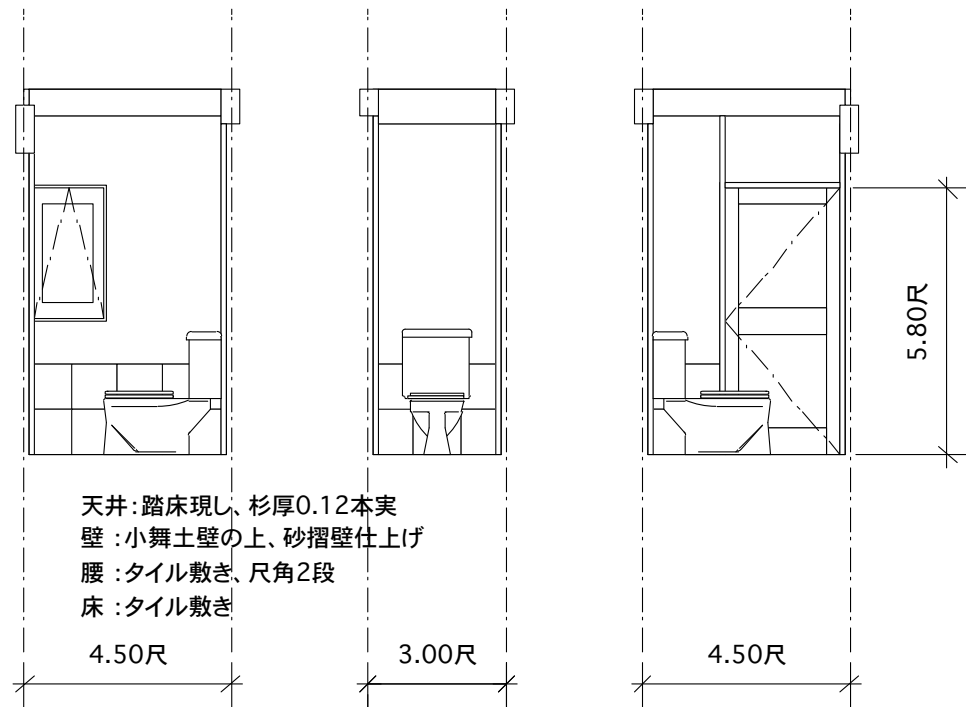 5.80尺
天井:踏床現し、杉厚0.12本実
壁 :小舞土壁の上、砂摺壁仕上げ
腰 :タイル敷き、尺角2段
床 :タイル敷き
4.50尺
3.00尺
4.50尺